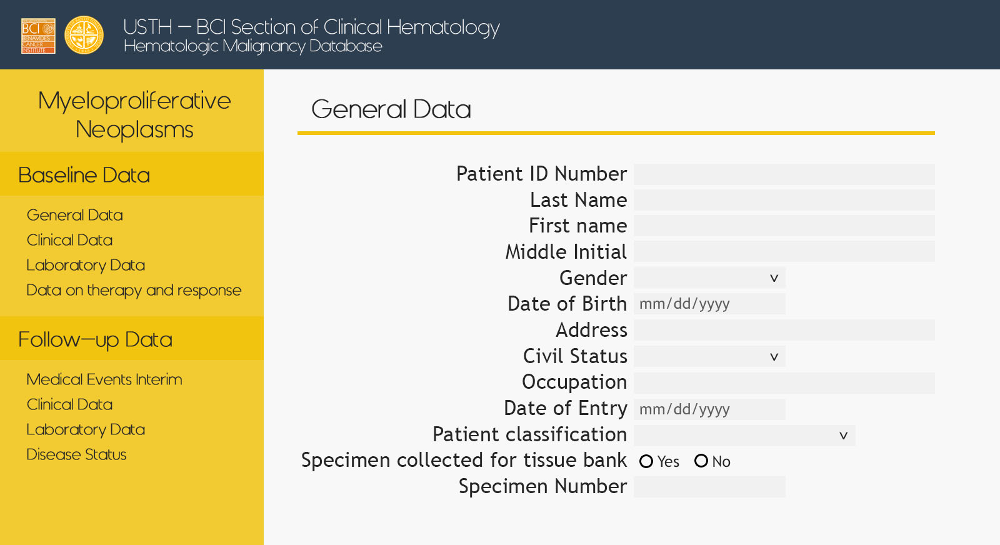 BCI
BENAVIDES
CANCER
INSTITUTE
USTH – BCI Section of Clinical Hematology
Hematologic Malignancy Database
Myeloproliferative
Neoplasms
Baseline Data
General Data
Clinical Data
Laboratory Data
Data on therapy and response
Follow-up Data
Medical Events Interim
Clinical Data
Laboratory Data
Disease Status
General Data
Patient ID Number
Last Name
First name
Middle Initial
Gender v
Date of Birth mm/dd/yyyy
Address
Civil Status v
Occupation
Date of Entry mm/dd/yyyy
Patient classification v
Specimen collected for tissue bank Yes No
Specimen Number